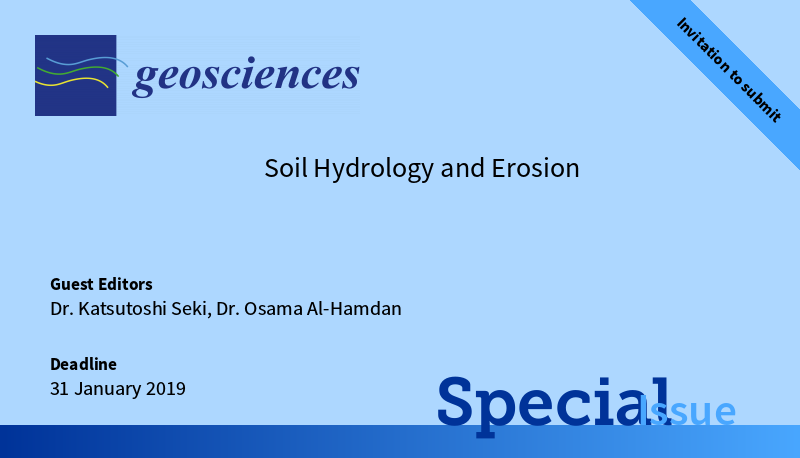 geosciences
Invitation to submit
Soil Hydrology and Erosion
Guest Editors
Dr. Katsutoshi Seki, Dr. Osama Al-Hamdan
Deadline
31 January 2019
Special Issue